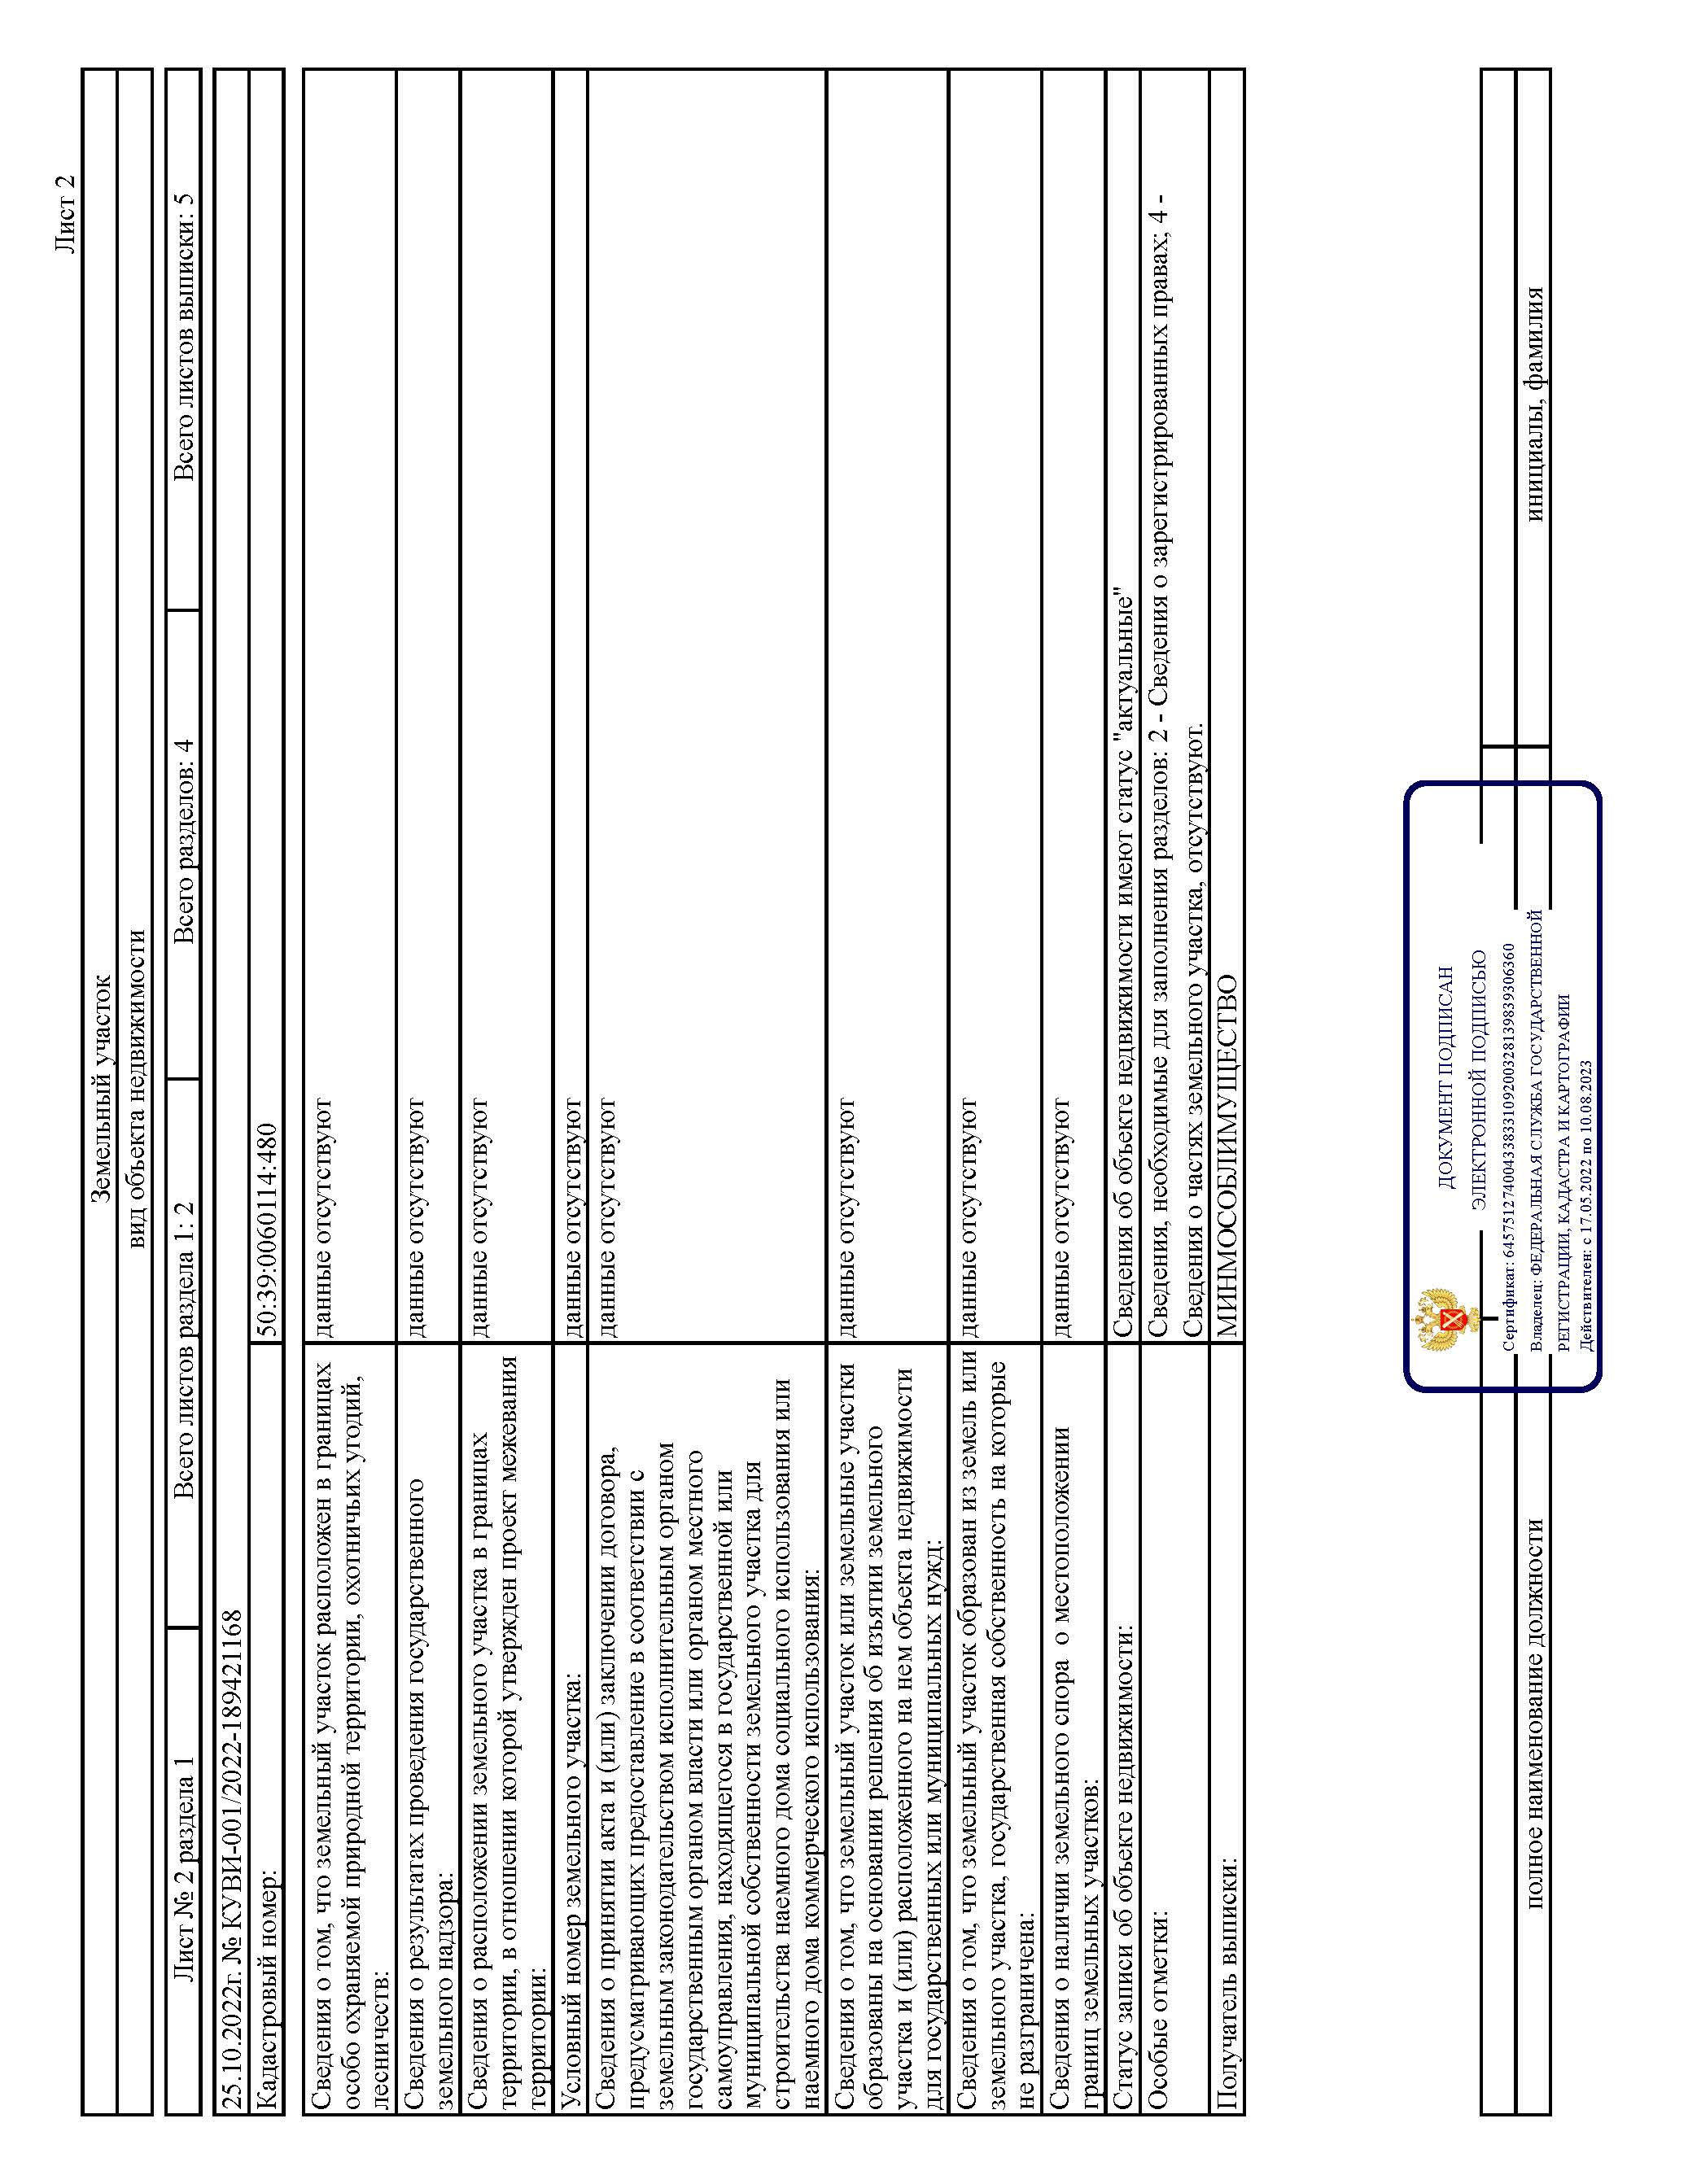 Лист 2
Земельный участок
вид объекта недвижимости
Лист № 2 раздела 1
Всего листов раздела 1: 2
Всего разделов: 4
Всего листов выписки: 5
25.10.2022г. № КУВИ-001/2022-189421168
Кадастровый номер:
50:39:0060114:480
Сведения о том, что земельный участок расположен в границах
особо охраняемой природной территории, охотничьих угодий,
лесничеств:
данные отсутствуют
Сведения о результатах проведения государственного
земельного надзора:
данные отсутствуют
Сведения о расположении земельного участка в границах
территории, в отношении которой утвержден проект межевания
территории:
данные отсутствуют
Условный номер земельного участка:
данные отсутствуют
Сведения о принятии акта и (или) заключении договора,
предусматривающих предоставление в соответствии с
земельным законодательством исполнительным органом
государственным органом власти или органом местного
самоуправления, находящегося в государственной или
муниципальной собственности земельного участка для
строительства наемного дома социального использования или
наемного дома коммерческого использования:
данные отсутствуют
Сведения о том, что земельный участок или земельные участки
образованы на основании решения об изъятии земельного
участка и (или) расположенного на нем объекта недвижимости
для государственных или муниципальных нужд:
данные отсутствуют
Сведения о том, что земельный участок образован из земель или
земельного участка, государственная собственность на которые
не разграничена:
данные отсутствуют
Сведения о наличии земельного спора о местоположении
границ земельных участков:
данные отсутствуют
Статус записи об объекте недвижимости:
Сведения об объекте недвижимости имеют статус "актуальные"
Особые отметки:
Сведения, необходимые для заполнения разделов: 2 - Сведения о зарегистрированных правах; 4 -
Сведения о частях земельного участка, отсутствуют.
Получатель выписки:
МИНМОСОБЛИМУЩЕСТВО
ДОКУМЕНТ ПОДПИСАН
ЭЛЕКТРОННОЙ ПОДПИСЬЮ
Сертификат: 64575127400433833109200328139839306360
Владелец: ФЕДЕРАЛЬНАЯ СЛУЖБА ГОСУДАРСТВЕННОЙ
РЕГИСТРАЦИИ, КАДАСТРА И КАРТОГРАФИИ
Действителен: с 17.05.2022 по 10.08.2023
полное наименование должности
инициалы, фамилия